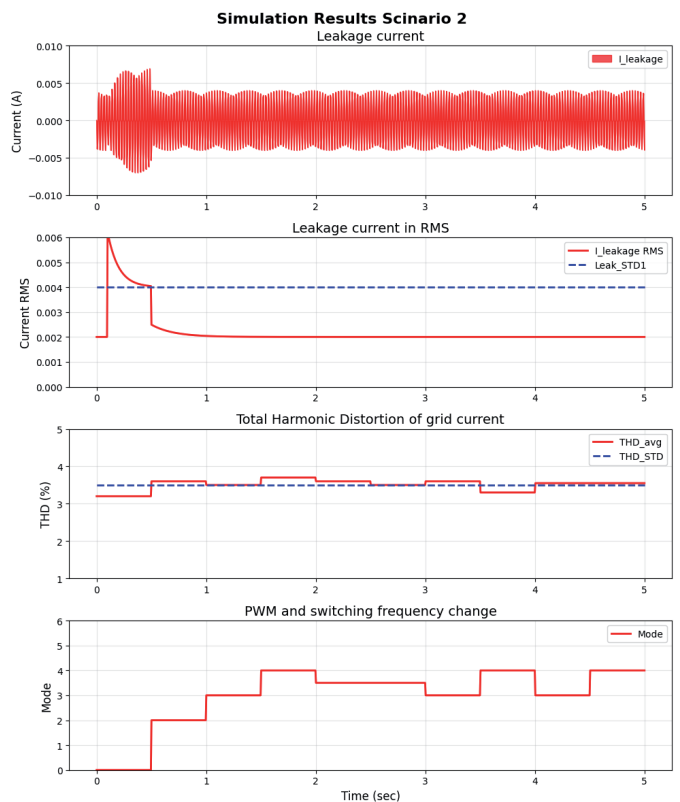 Simulation Results Scinario 2
Leakage current
0.010
0.005
0.000
−0.005
−0.010
Current (A)
I_leakage
0 1 2 3 4 5
Leakage current in RMS
0.006
0.005
0.004
0.003
0.002
0.001
0.000
Current RMS
I_leakage RMS
Leak_STD1
0 1 2 3 4 5
Total Harmonic Distortion of grid current
5
4
3
2
1
THD (%)
THD_avg
THD_STD
0 1 2 3 4 5
PWM and switching frequency change
6
5
4
3
2
1
0
Mode
Mode
0 1 2 3 4 5
Time (sec)